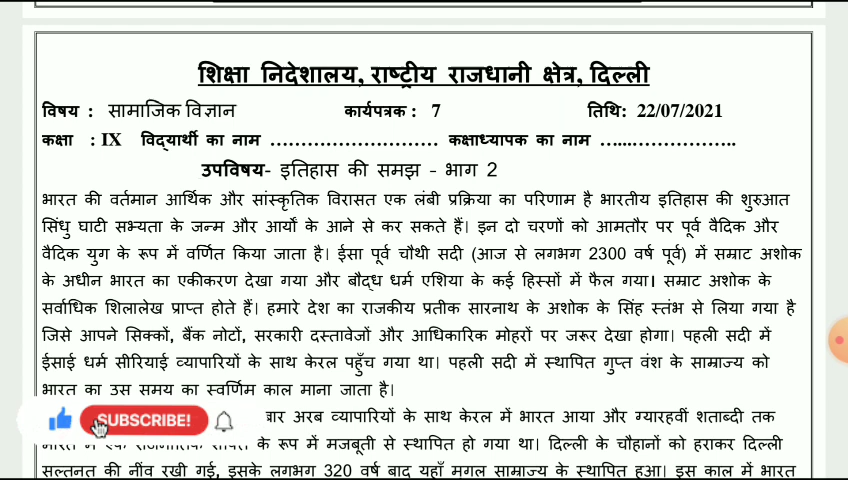 शिक्षा निदेशालय, राष्ट्रीय राजधानी क्षेत्र, दिल्ली
विषय : सामाजिक विज्ञान कार्यपत्रक : 7 तिथि: 22/07/2021
कक्षा : IX विद्यार्थी का नाम ………………………. कक्षाध्यापक का नाम …....……………..
उपविषय- इतिहास की समझ - भाग 2
भारत की वर्तमान आर्थिक और सांस्कृतिक विरासत एक लंबी प्रक्रिया का परिणाम है भारतीय इतिहास की शुरुआत
सिंधु घाटी सभ्यता के जन्म और आर्यों के आने से कर सकते हैं। इन दो चरणों को आमतौर पर पूर्व वैदिक और
वैदिक युग के रूप में वर्णित किया जाता है। ईसा पूर्व चौथी सदी (आज से लगभग 2300 वर्ष पूर्व) में सम्राट अशोक
के अधीन भारत का एकीकरण देखा गया और बौद्ध धर्म एशिया के कई हिस्सों में फैल गया। सम्राट अशोक के
सर्वाधिक शिलालेख प्राप्त होते हैं। हमारे देश का राजकीय प्रतीक सारनाथ के अशोक के सिंह स्तंभ से लिया गया है
जिसे आपने सिक्कों, बैंक नोटों, सरकारी दस्तावेजों और आधिकारिक मोहरों पर जरूर देखा होगा। पहली सदी में
ईसाई धर्म सीरियाई व्यापारियों के साथ केरल पहुँच गया था। पहली सदी में स्थापित गुप्त वंश के साम्राज्य को
भारत का उस समय का स्वर्णिम काल माना जाता है।
SUBSCRIBE! अरब व्यापारियों के साथ केरल में भारत आया और ग्यारहवीं शताब्दी तक
के रूप में मजबूती से स्थापित हो गया था। दिल्ली के चौहानों को हराकर दिल्ली
सल्तनत की नींव रखी गई, इसके लगभग 320 वर्ष बाद यहाँ मुगल साम्राज्य के स्थापित हुआ। इस काल में भारत